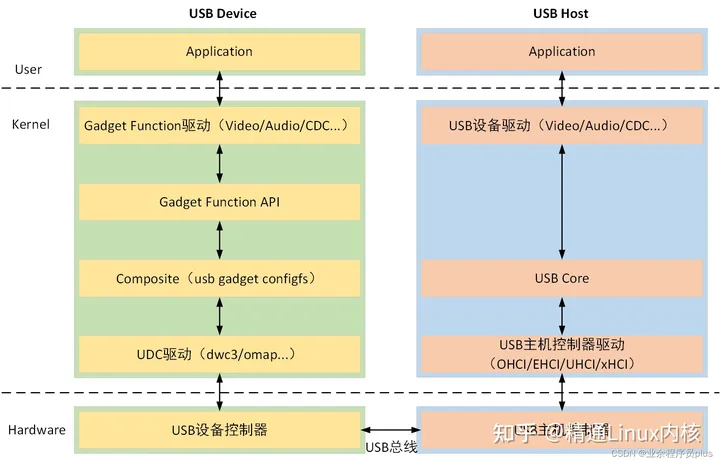 USB Device
USB Host
Application
Application
User
Kernel
Gadget Function驱动（Video/Audio/CDC...）
USB设备驱动（Video/Audio/CDC...）
Gadget Function API
Composite（usb gadget configfs）
USB Core
UDC驱动（dwc3/omap...）
USB主机控制器驱动
（OHCI/EHCI/UHCI/xHCI）
Hardware
USB设备控制器
USB总线
USB主机控制器
知乎 @精通Linux内核
CSDN @业余程序员plus